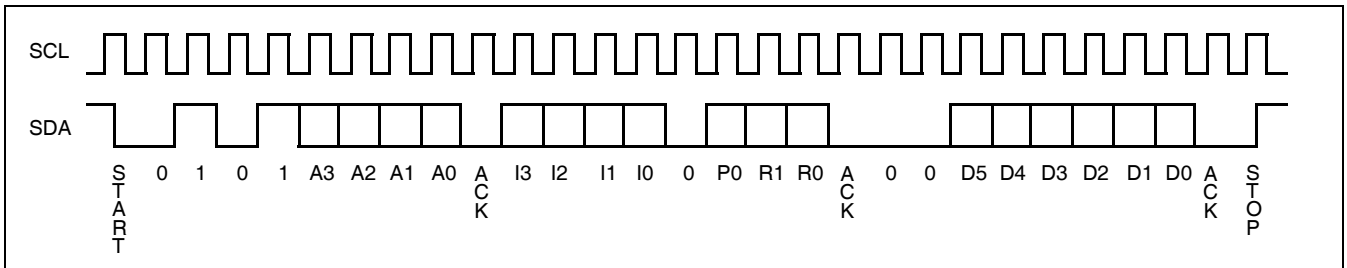 SCL
SDA
START 0 1 0 1 A3 A2 A1 A0 ACK I3 I2 I1 I0 0 P0 R1 R0 ACK 0 0 D5 D4 D3 D2 D1 D0 ACK STOP